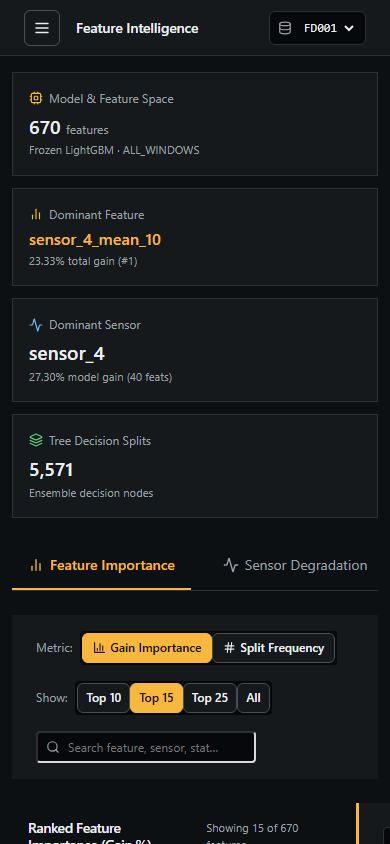 Feature Intelligence
FD001
Model & Feature Space
670 features
Frozen LightGBM · ALL_WINDOWS
Dominant Feature
sensor_4_mean_10
23.33% total gain (#1)
Dominant Sensor
sensor_4
27.30% model gain (40 feats)
Tree Decision Splits
5,571
Ensemble decision nodes
Feature Importance
Sensor Degradation
Metric: Gain Importance # Split Frequency
Show: Top 10 Top 15 Top 25 All
Search feature, sensor, stat...
Ranked Feature
Importance (Gain %)
Showing 15 of 670
features